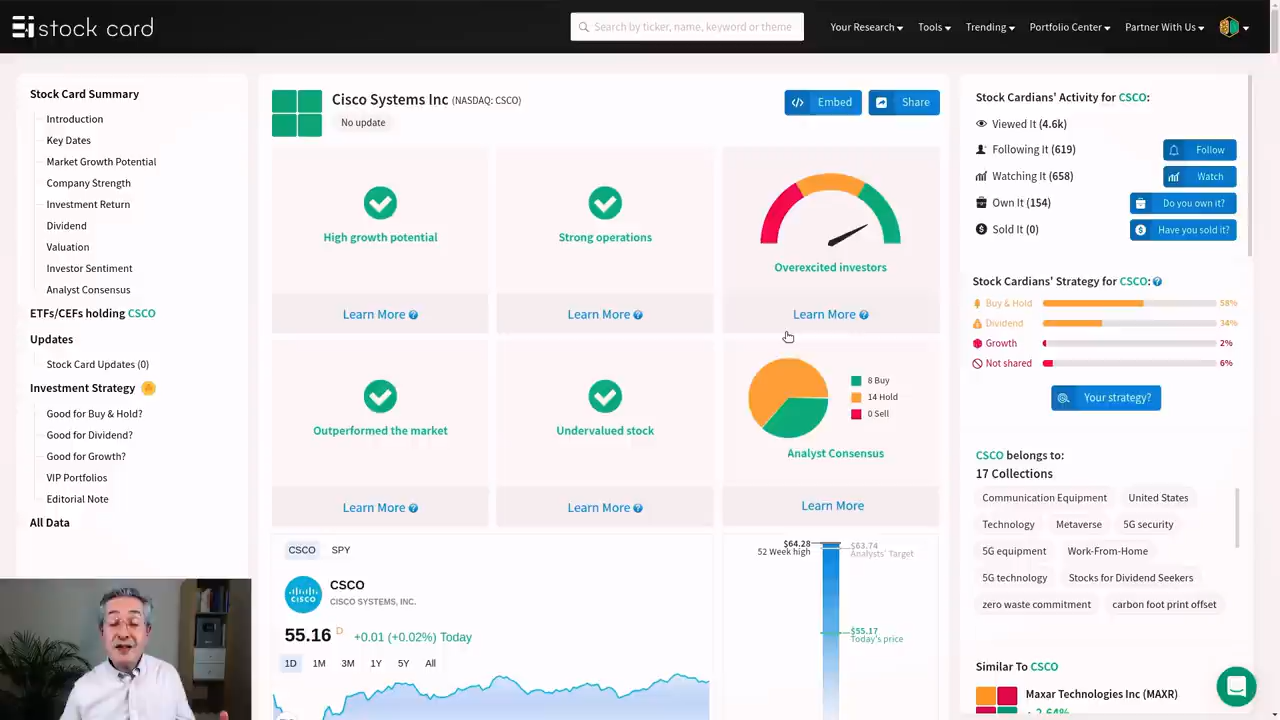 stock card
Search by ticker, name, keyword or theme
Your Research
Tools
Trending
Portfolio Center
Partner With Us
Stock Card Summary
Introduction
Key Dates
Market Growth Potential
Company Strength
Investment Return
Dividend
Valuation
Investor Sentiment
Analyst Consensus
ETFs/CEFs holding CSCO
Updates
Stock Card Updates (0)
Investment Strategy
Good for Buy & Hold?
Good for Dividend?
Good for Growth?
VIP Portfolios
Editorial Note
All Data
Cisco Systems Inc (NASDAQ: CSCO)
No update
Embed
Share
High growth potential
Learn More
Strong operations
Learn More
Overexcited investors
Learn More
Outperformed the market
Learn More
Undervalued stock
Learn More
8 Buy
14 Hold
0 Sell
Analyst Consensus
Learn More
CSCO SPY
CSCO
CISCO SYSTEMS, INC.
CISCO
55.16 D +0.01 (+0.02%) Today
1D 1M 3M 1Y 5Y All
$64.28
52 Week high
$63.74
Analysts' Target
$55.17
Today's price
Stock Cardians' Activity for CSCO:
Viewed It (4.6k)
Following It (619) Follow
Watching It (658) Watch
Own It (154) Do you own it?
Sold It (0) Have you sold it?
Stock Cardians' Strategy for CSCO:
Buy & Hold 58%
Dividend 34%
Growth 2%
Not shared 6%
Your strategy?
CSCO belongs to:
17 Collections
Communication Equipment United States
Technology Metaverse 5G security
5G equipment Work-From-Home
5G technology Stocks for Dividend Seekers
zero waste commitment carbon foot print offset
Similar To CSCO
Maxar Technologies Inc (MAXR)
+2.64%